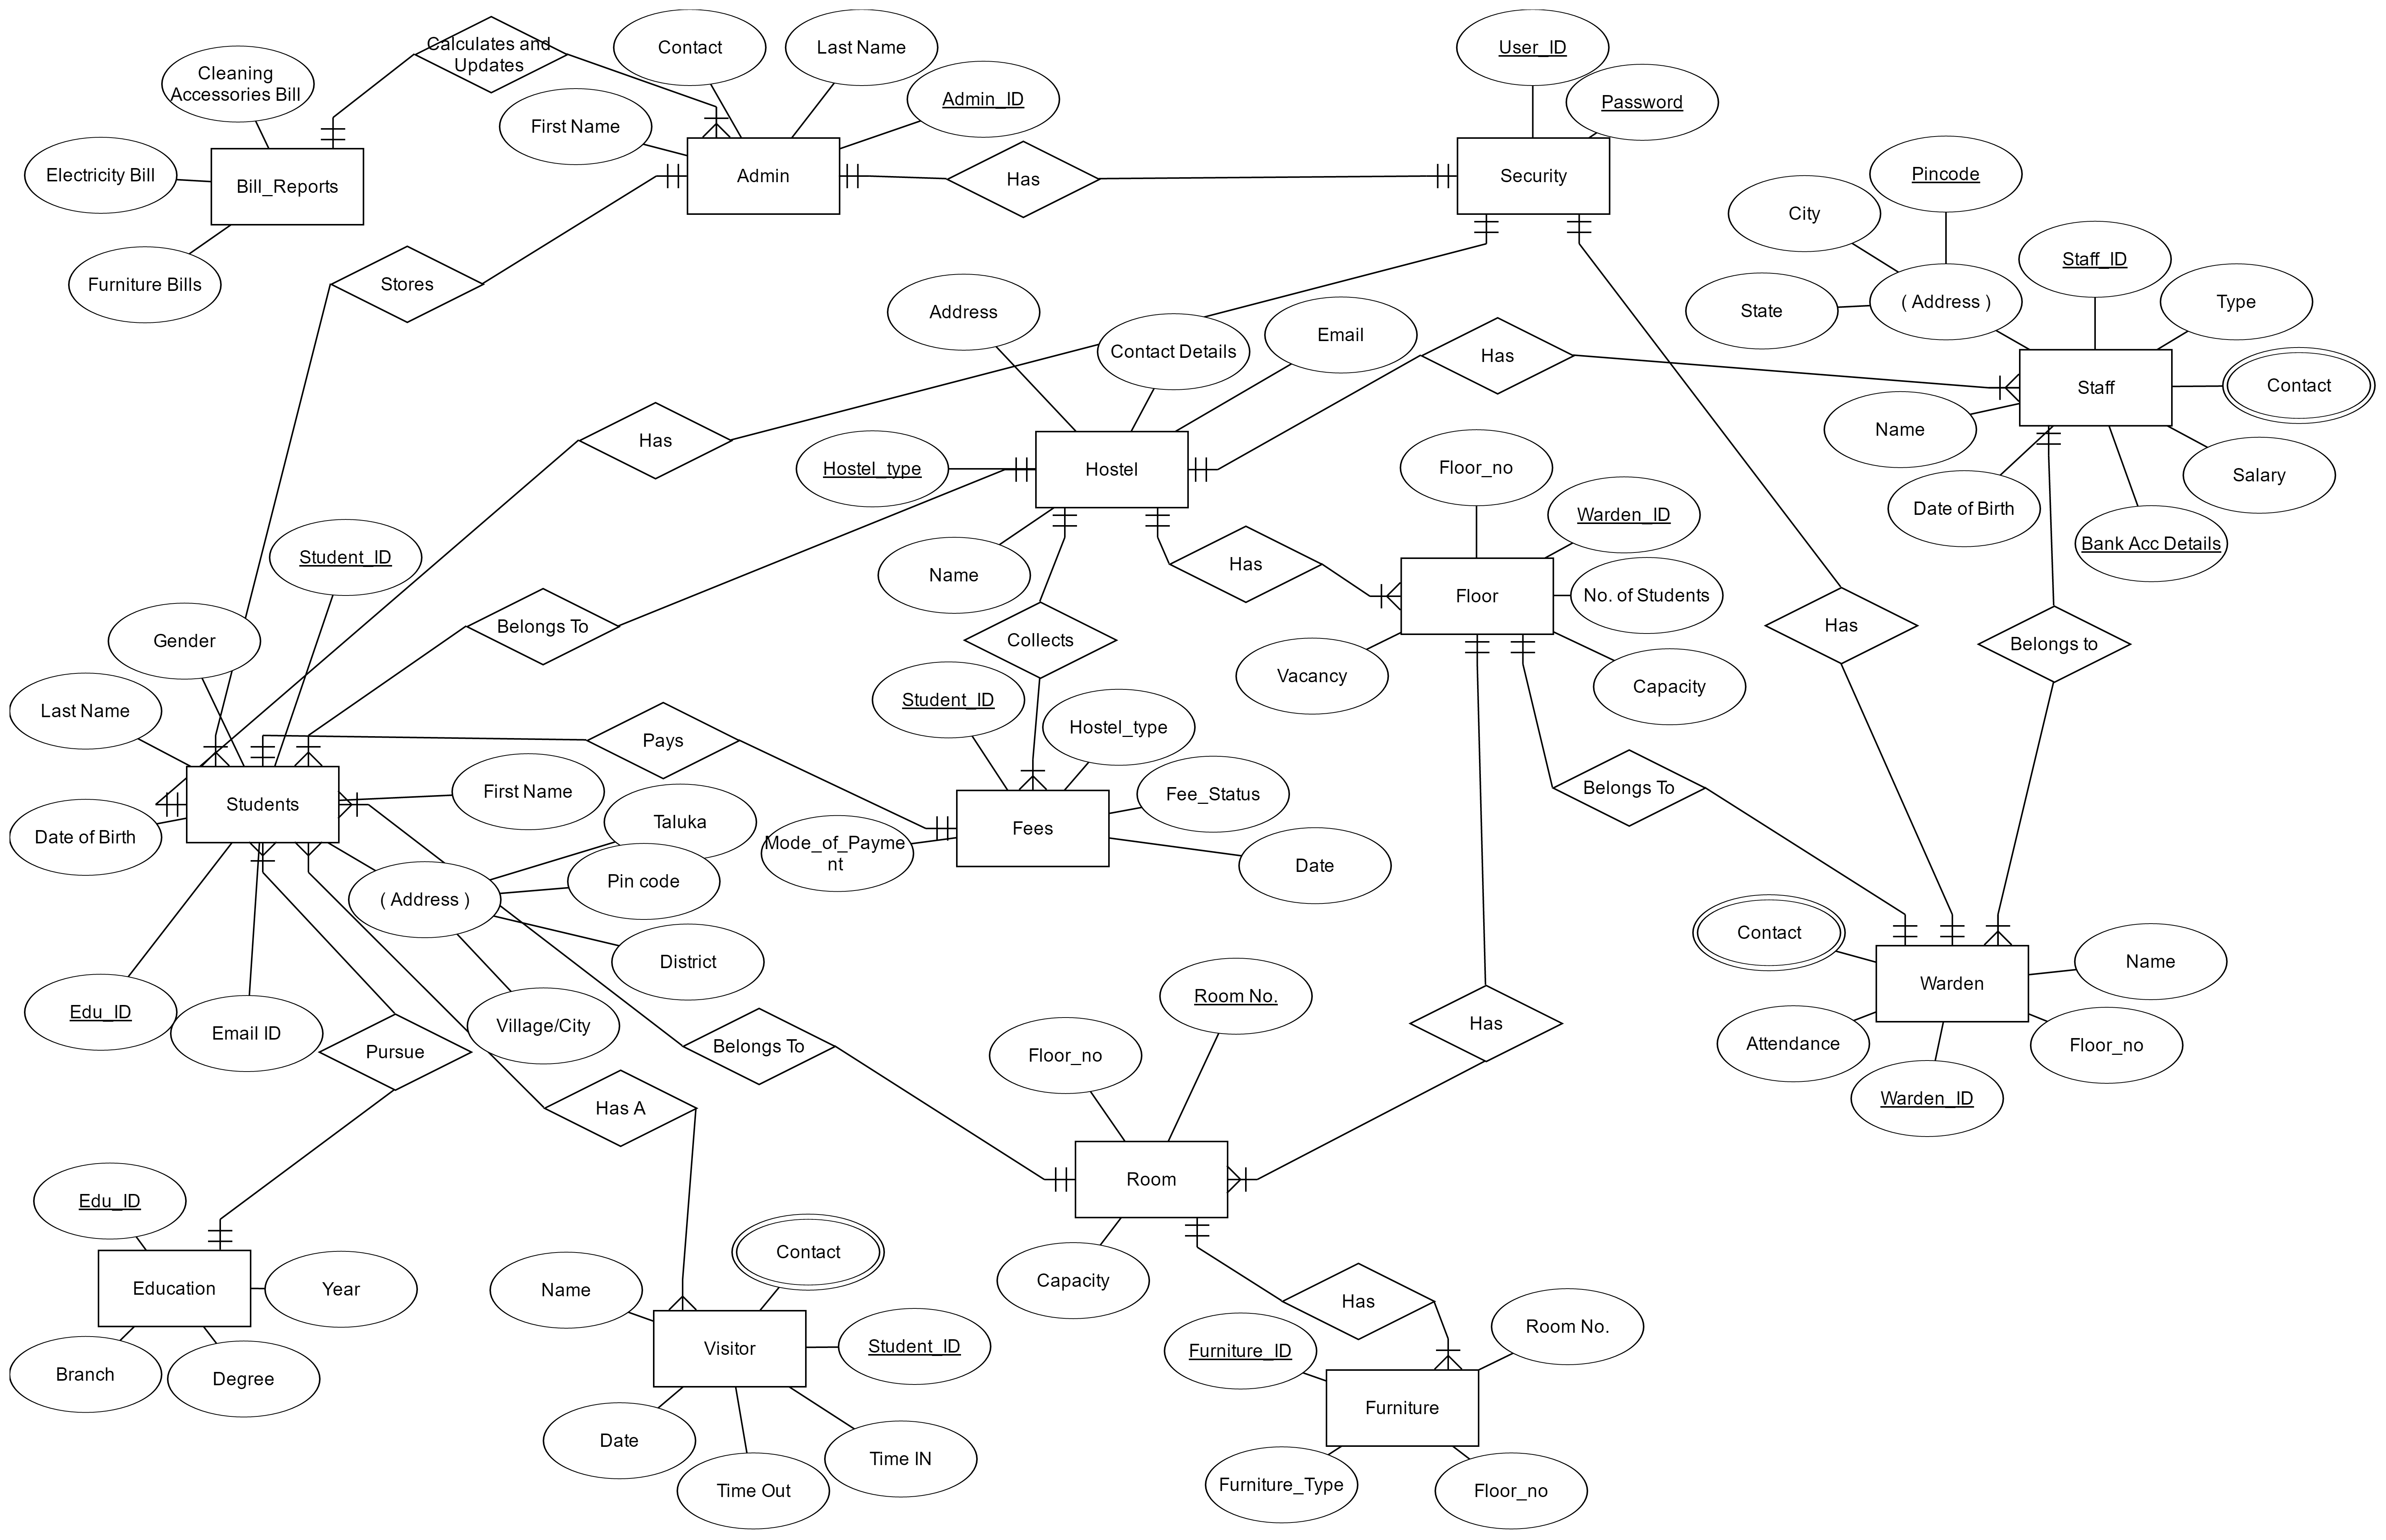 Calculates and
Updates
Contact
Last Name
User_ID
Cleaning
Accessories Bill
Admin_ID
Password
First Name
Electricity Bill
Bill_Reports
Admin
Has
Security
Pincode
City
Furniture Bills
Stores
Staff_ID
( Address )
Type
State
Address
Contact Details
Email
Has
Staff
Contact
Has
Name
Hostel_type
Hostel
Floor_no
Salary
Date of Birth
Warden_ID
Bank Acc Details
Student_ID
Name
Has
Floor
No. of Students
Gender
Belongs To
Collects
Has
Belongs to
Vacancy
Capacity
Last Name
Student_ID
Hostel_type
Pays
Students
First Name
Fee_Status
Belongs To
Date of Birth
Taluka
Mode_of_Payme
nt
Fees
Date
Pin code
( Address )
Contact
District
Name
Warden
Edu_ID
Email ID
Village/City
Room No.
Pursue
Belongs To
Floor_no
Has
Attendance
Floor_no
Has A
Warden_ID
Edu_ID
Room
Contact
Education
Year
Name
Capacity
Has
Room No.
Visitor
Student_ID
Furniture_ID
Branch
Degree
Furniture
Date
Time IN
Time Out
Furniture_Type
Floor_no